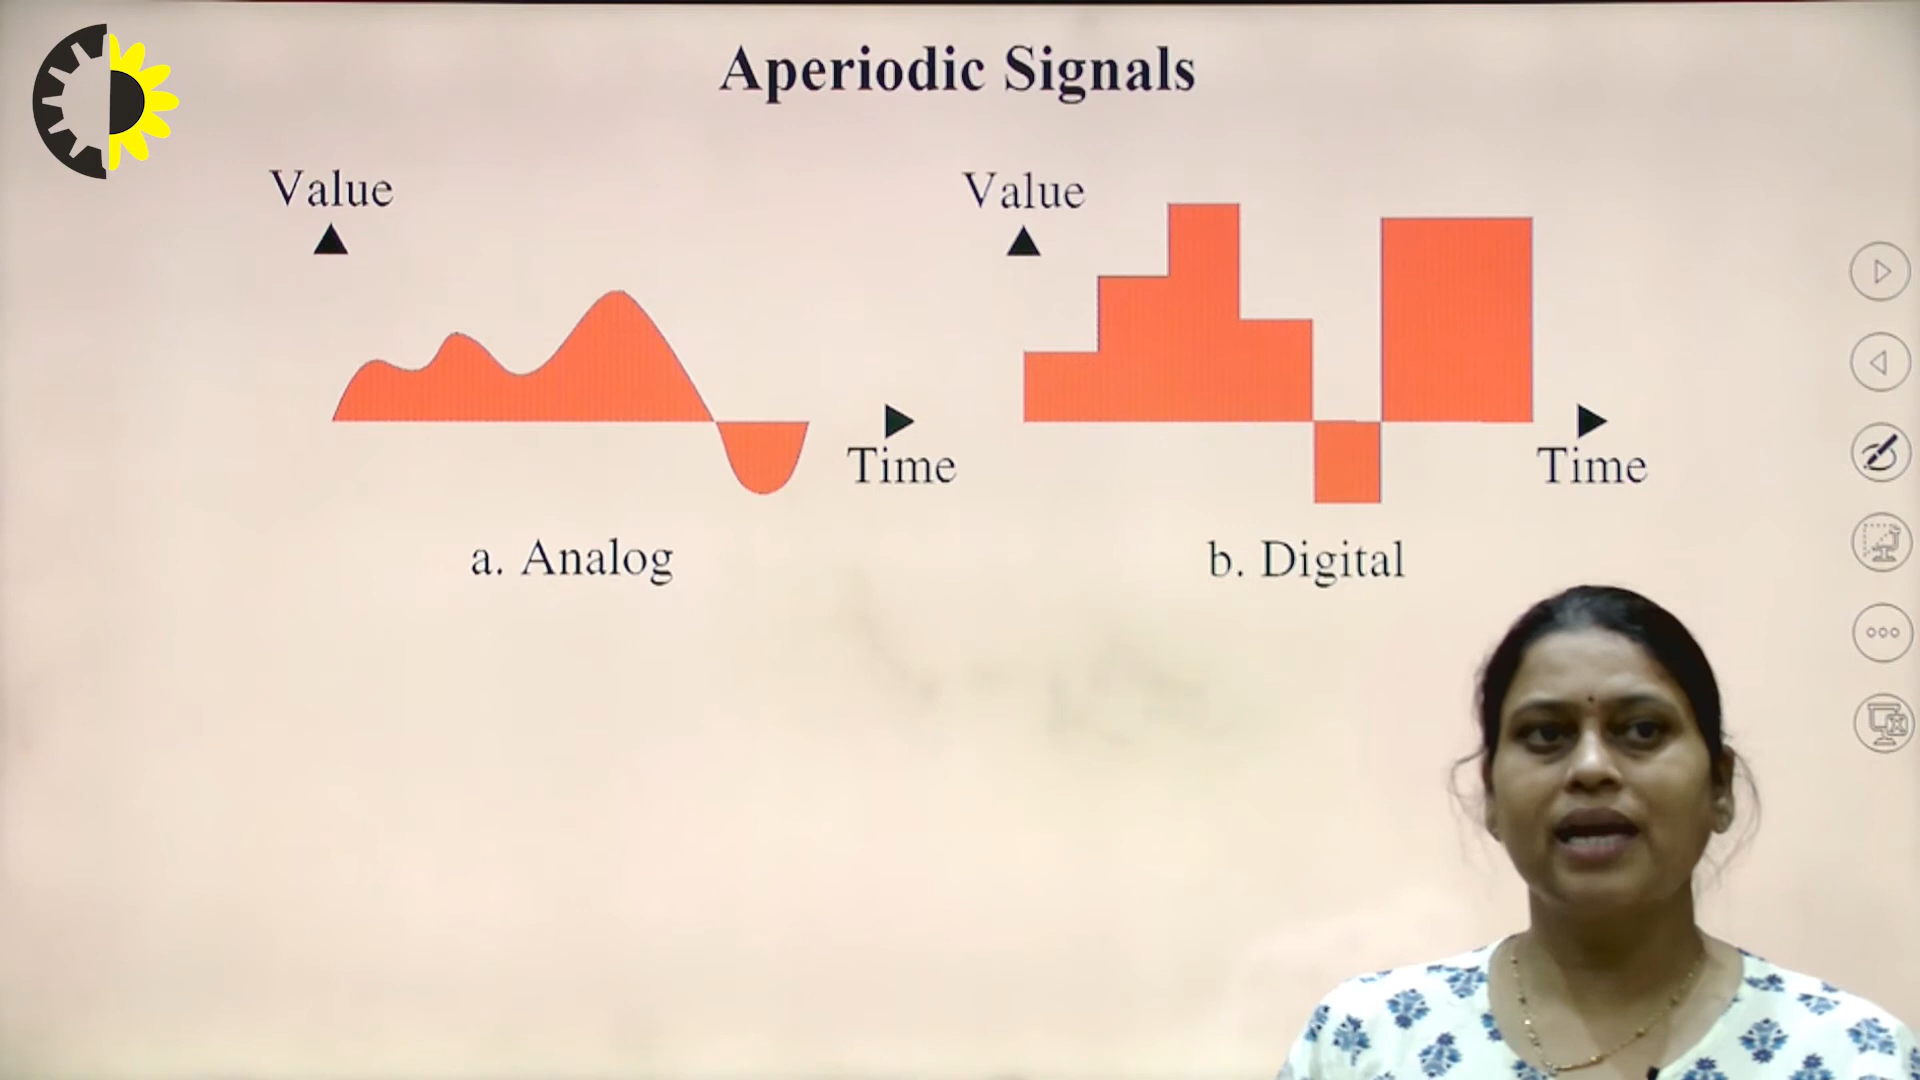 Aperiodic Signals
Value
Value
Time
Time
a. Analog
b. Digital